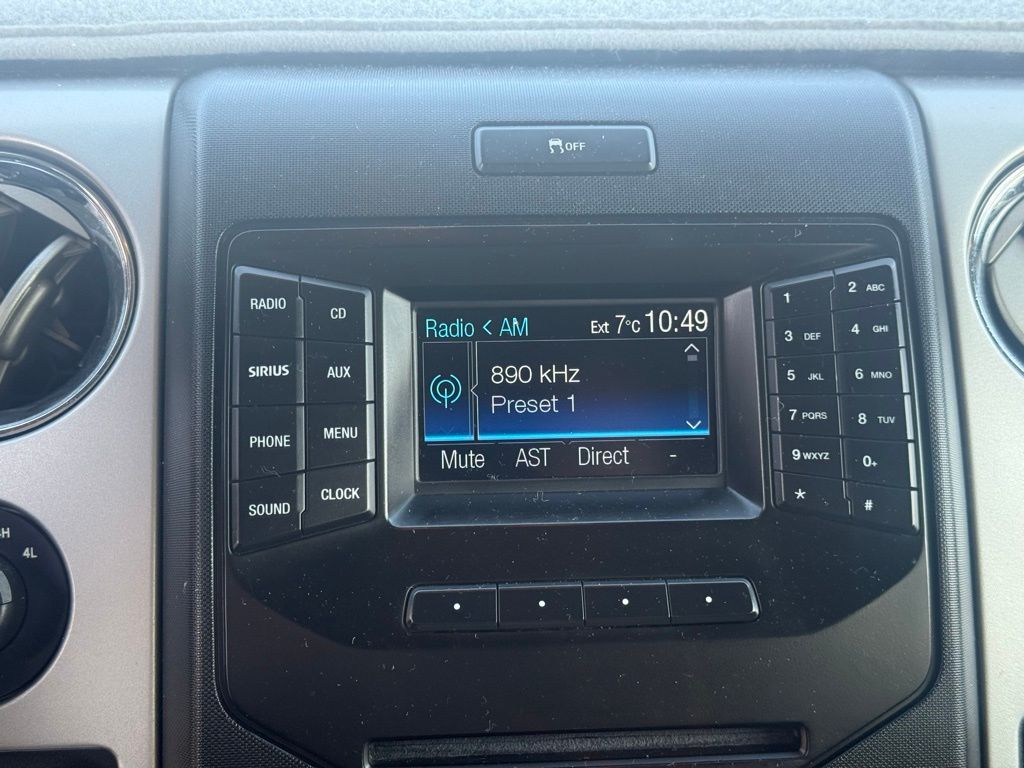 OFF
RADIO
CD
SIRIUS
AUX
PHONE
MENU
SOUND
CLOCK
Radio < AM Ext 7°C 10:49
890 kHz
Preset 1
Mute AST Direct -
1
2 ABC
3 DEF
4 GHI
5 JKL
6 MNO
7 PQRS
8 TUV
9 WXYZ
0+
*
#
4L